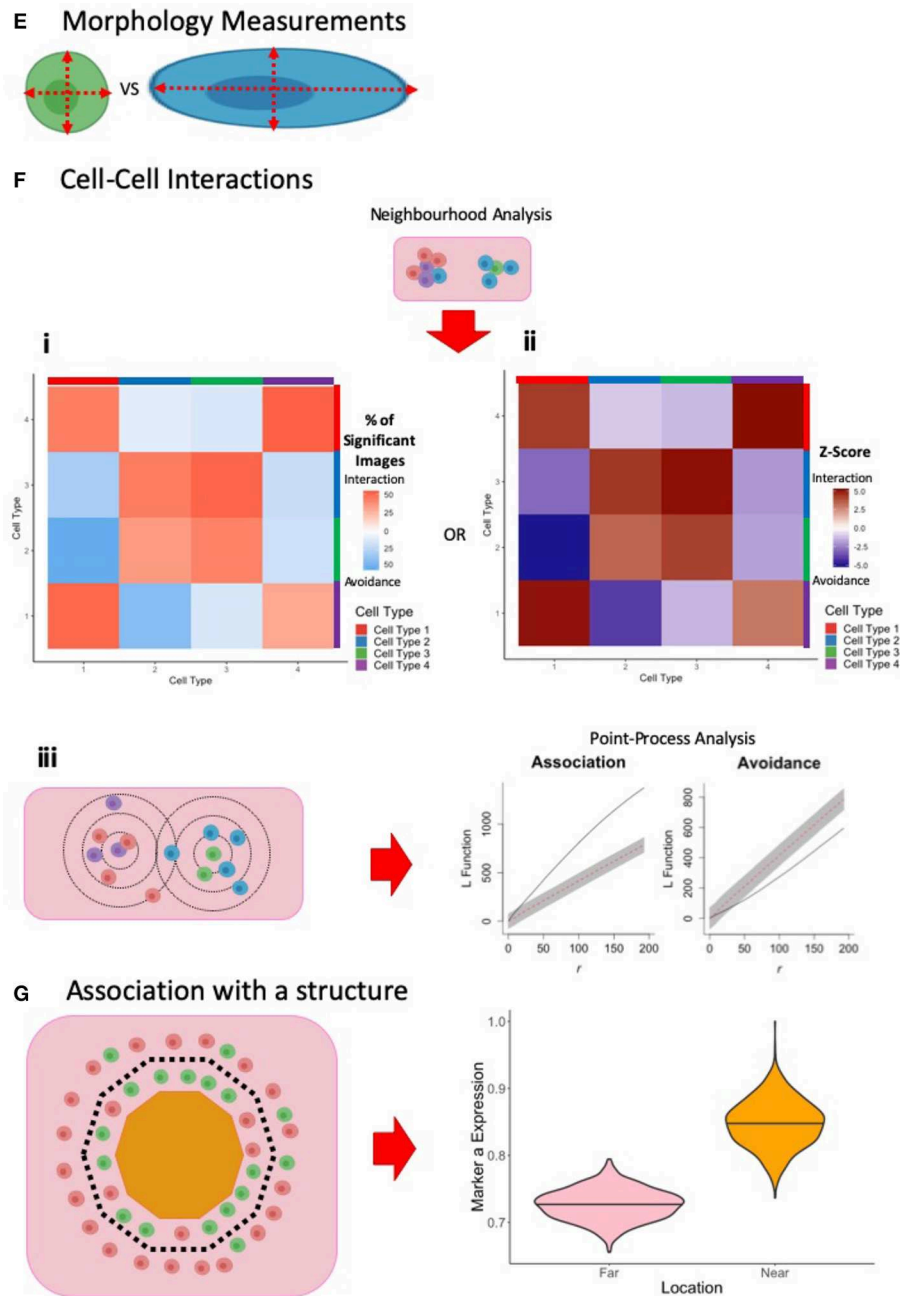 E Morphology Measurements
VS
F Cell-Cell Interactions
Neighbourhood Analysis
i
4
3
2
1
Cell Type
1 2 3 4
Cell Type
% of
Significant
Images
Interaction
50
25
0
25
50
Avoidance
Cell Type
Cell Type 1
Cell Type 2
Cell Type 3
Cell Type 4
OR
ii
4
3
2
1
Cell Type
1 2 3 4
Cell Type
Z-Score
Interaction
5.0
2.5
0.0
-2.5
-5.0
Avoidance
Cell Type
Cell Type 1
Cell Type 2
Cell Type 3
Cell Type 4
iii
Point-Process Analysis
Association
L Function
1000
500
0
0 50 100 150 200
r
Avoidance
L Function
800
600
400
200
0
0 50 100 150 200
r
G Association with a structure
Marker a Expression
1.0
0.9
0.8
0.7
Far Near
Location